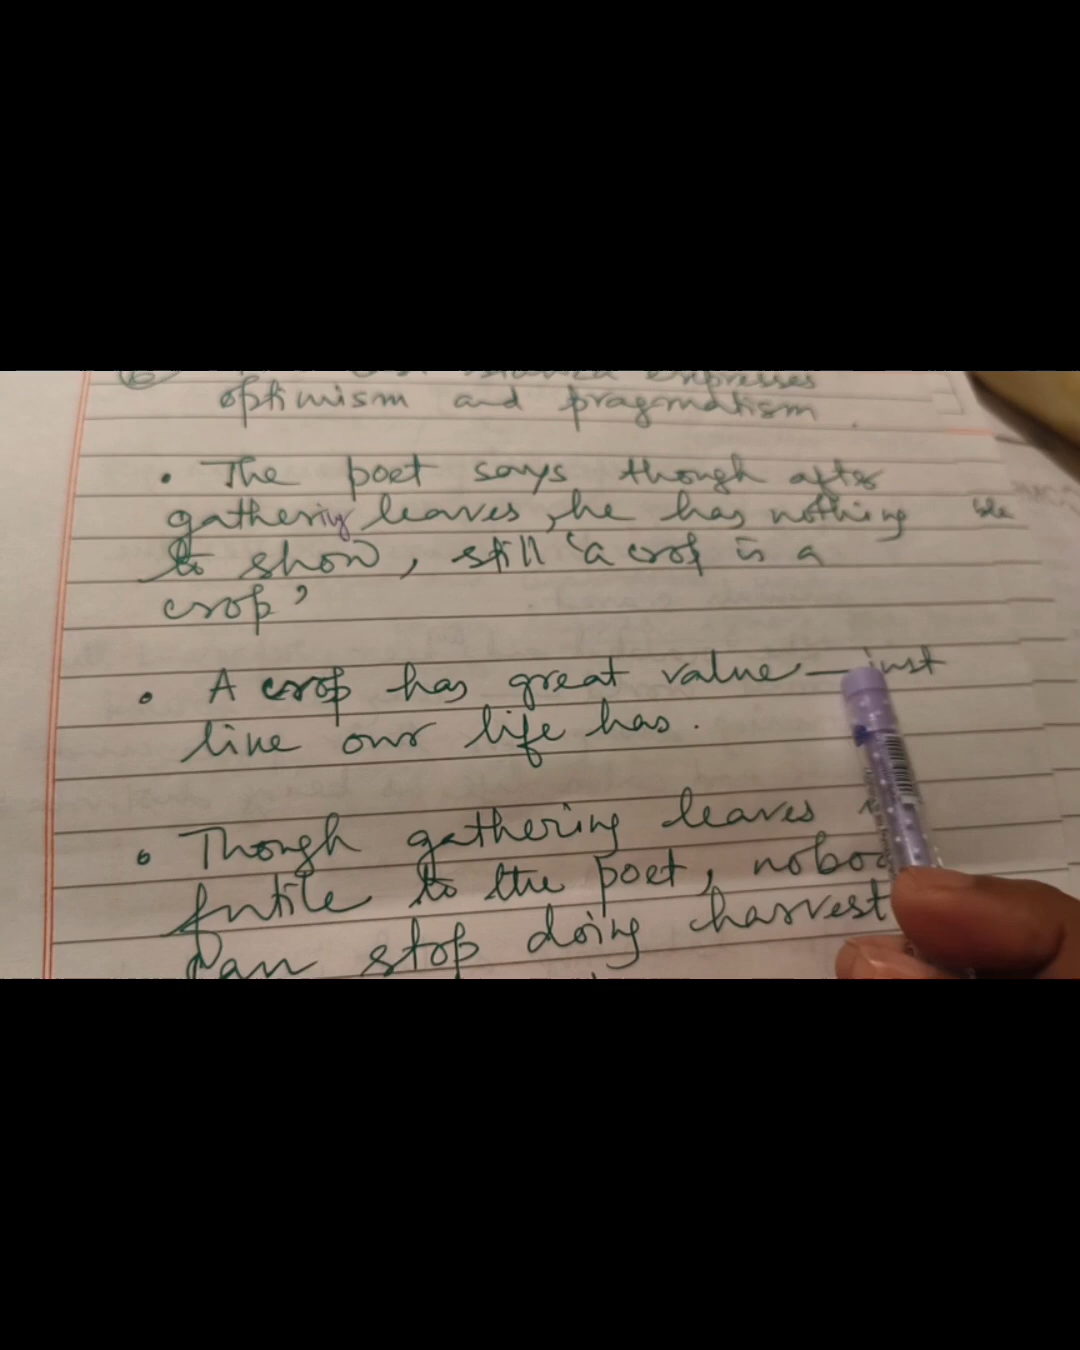 stanza expresses
optimism and pragmatism.
• The poet says though after
gathering leaves, he has nothing
to show, still 'a crop is a
crop'
• A crop has great value — just
like our life has.
• Though gathering leaves
futile to the poet,
can stop doing harvest